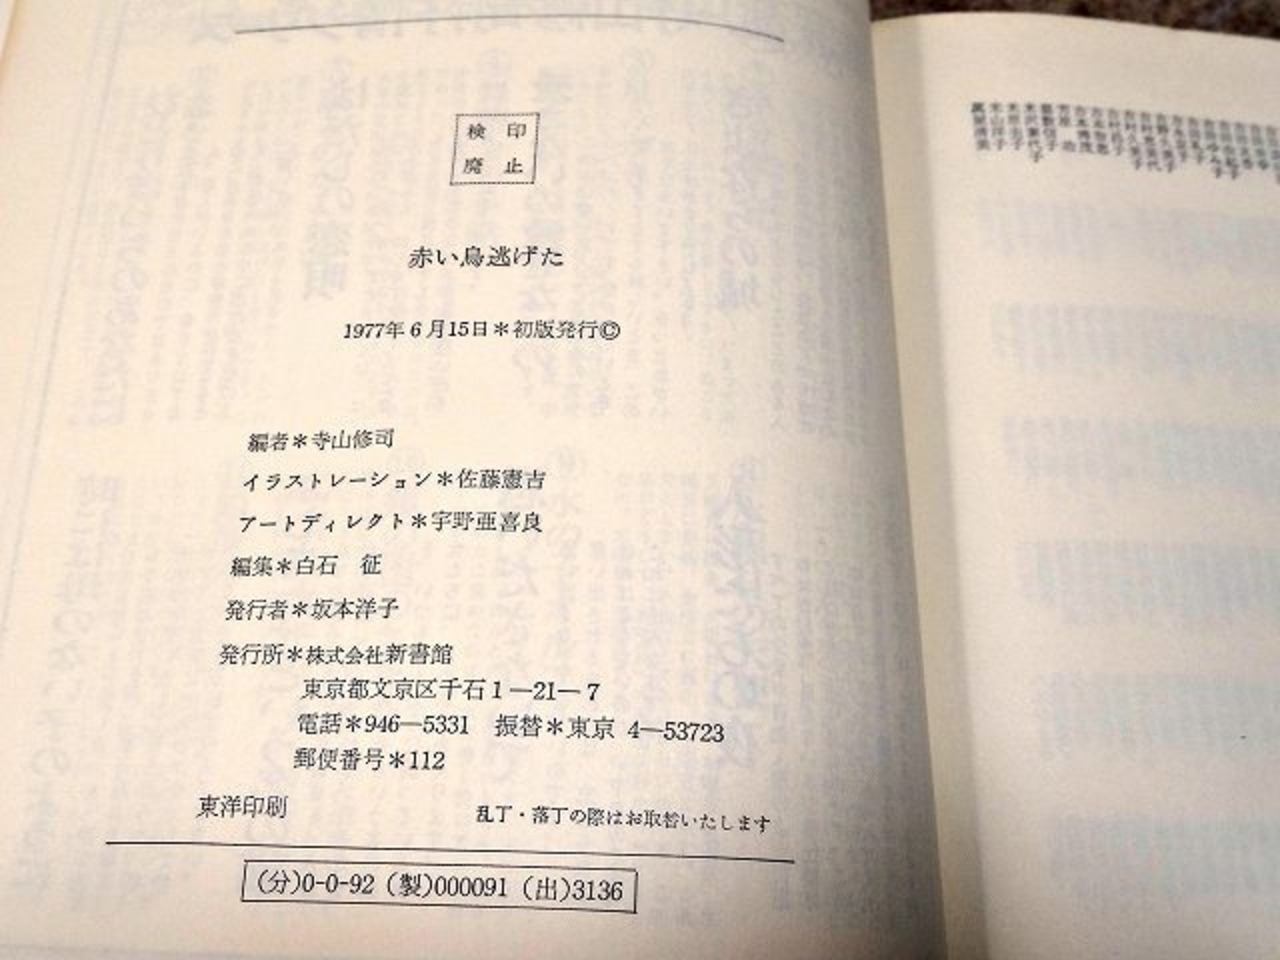 検印
廃止
赤い鳥逃げた
1977年6月15日＊初版発行©
編者＊寺山修司
イラストレーション＊佐藤憲吉
アートディレクト＊宇野亜喜良
編集＊白石　征
発行者＊坂本洋子
発行所＊株式会社新書館
東京都文京区千石1―21―7
電話＊946―5331　振替＊東京 4―53723
郵便番号＊112
東洋印刷
乱丁・落丁の際はお取替いたします
(分)0-0-92 (製)000091 (出)3136